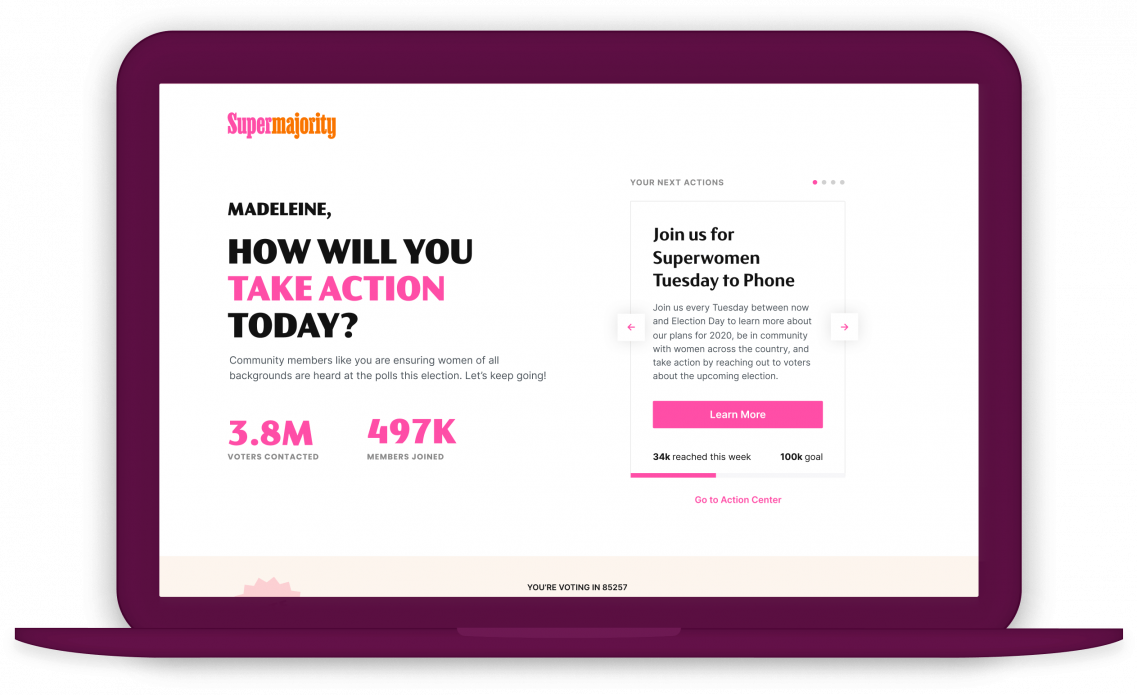 Supermajority
MADELEINE,
HOW WILL YOU
TAKE ACTION
TODAY?
Community members like you are ensuring women of all
backgrounds are heard at the polls this election. Let's keep going!
3.8M
VOTERS CONTACTED
497K
MEMBERS JOINED
YOUR NEXT ACTIONS
Join us for
Superwomen
Tuesday to Phone
Join us every Tuesday between now
and Election Day to learn more about
our plans for 2020, be in community
with women across the country, and
take action by reaching out to voters
about the upcoming election.
Learn More
34k reached this week
100k goal
Go to Action Center
YOU'RE VOTING IN 85257